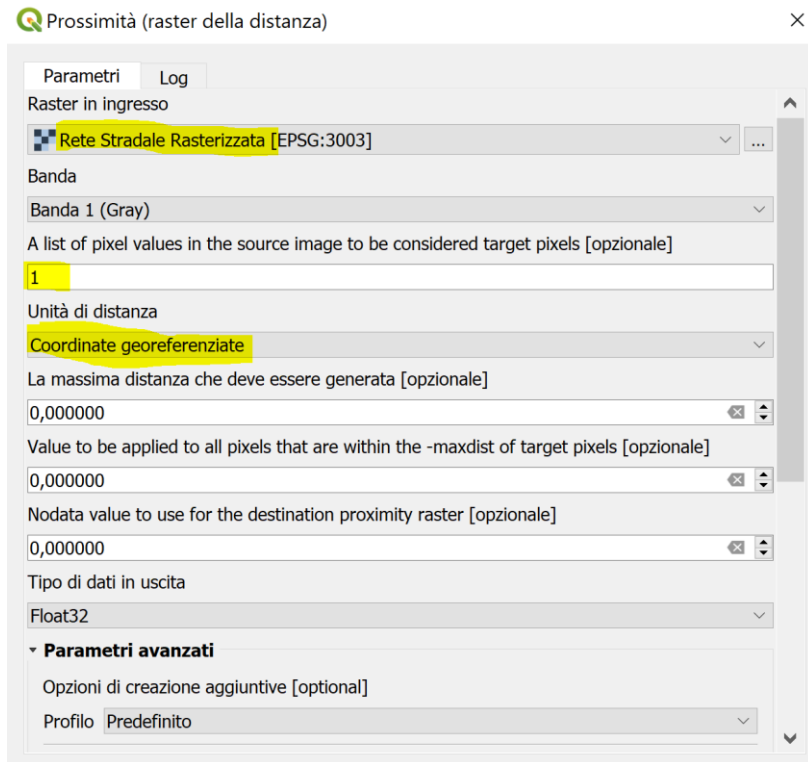 Prossimità (raster della distanza)
Parametri
Log
Raster in ingresso
Rete Stradale Rasterizzata [EPSG:3003]
...
Banda
Banda 1 (Gray)
A list of pixel values in the source image to be considered target pixels [opzionale]
1
Unità di distanza
Coordinate georeferenziate
La massima distanza che deve essere generata [opzionale]
0,000000
Value to be applied to all pixels that are within the -maxdist of target pixels [opzionale]
0,000000
Nodata value to use for the destination proximity raster [opzionale]
0,000000
Tipo di dati in uscita
Float32
Parametri avanzati
Opzioni di creazione aggiuntive [optional]
Profilo Predefinito